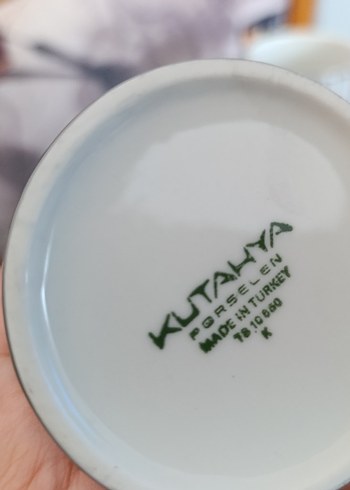 KUTAHYA
PORSELEN
MADE IN TURKEY
78 10 660
K